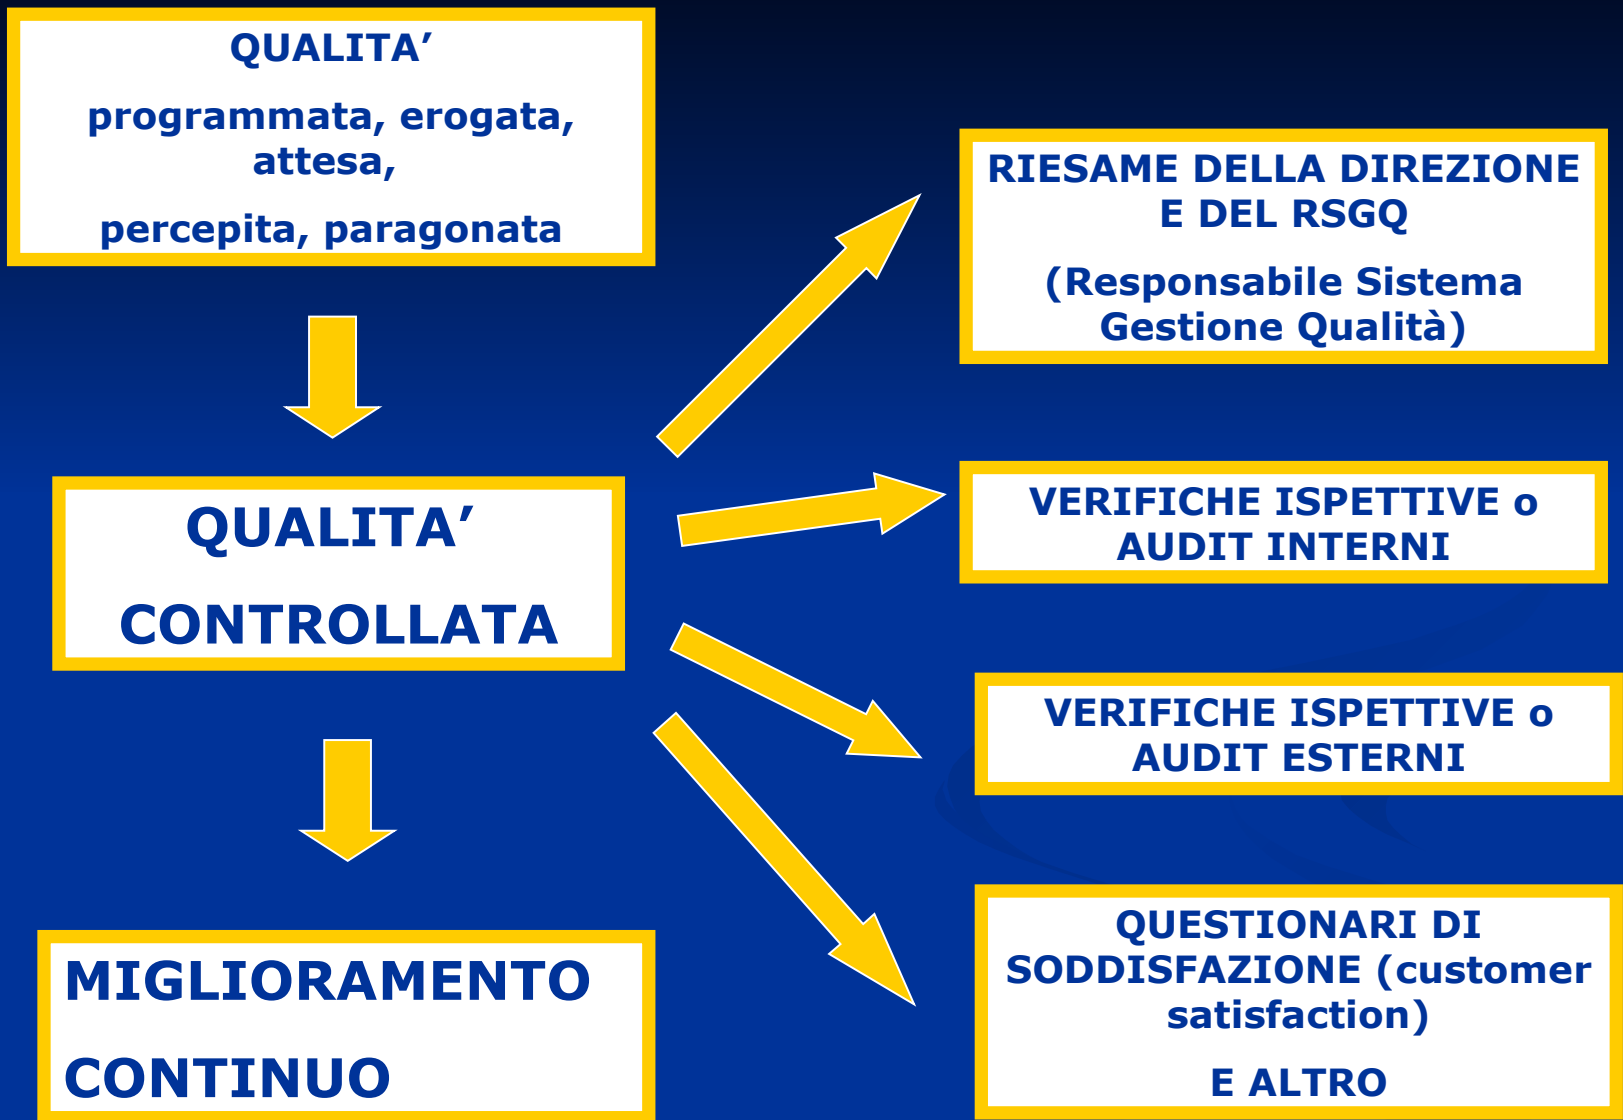 QUALITA’
programmata, erogata,
attesa,
percepita, paragonata
RIESAME DELLA DIREZIONE
E DEL RSGQ
(Responsabile Sistema
Gestione Qualità)
QUALITA’
CONTROLLATA
VERIFICHE ISPETTIVE o
AUDIT INTERNI
VERIFICHE ISPETTIVE o
AUDIT ESTERNI
MIGLIORAMENTO
CONTINUO
QUESTIONARI DI
SODDISFAZIONE (customer
satisfaction)
E ALTRO